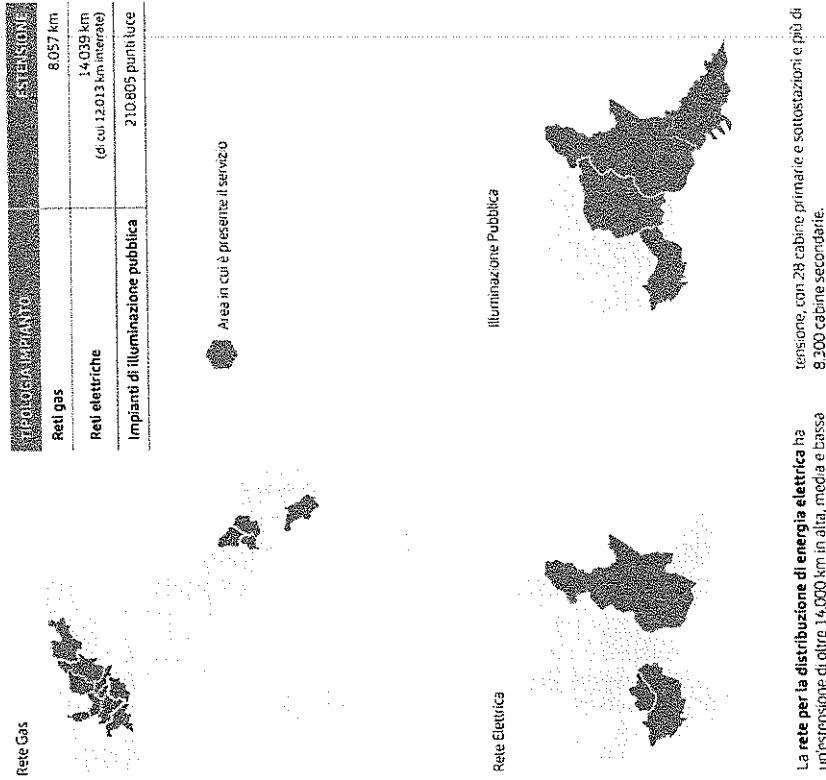 Rete Gas
TIPOLOGIA IMPIANTO ESTENSIONE
Reti gas 8.057 km
Reti elettriche 14.039 km
(di cui 12.013 km interrate)
Impianti di illuminazione pubblica 210.805 punti luce
Area in cui è presente il servizio
Rete Elettrica
Illuminazione Pubblica
La rete per la distribuzione di energia elettrica ha
un'estensione di oltre 14.000 km in alta, media e bassa
tensione, con 28 cabine primarie e sottostazioni e più di
8.300 cabine secondarie.